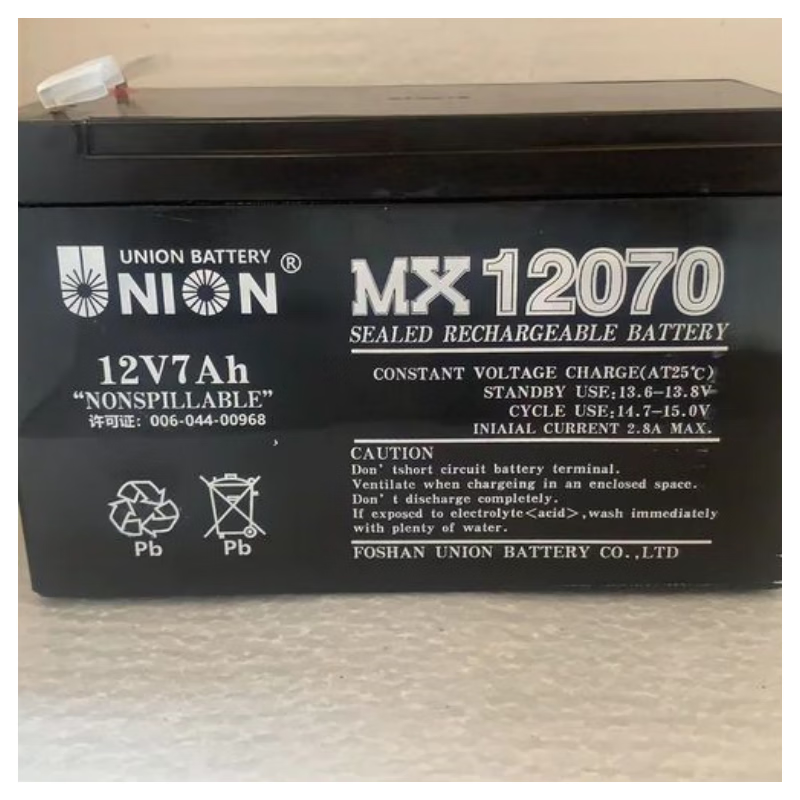 UNION BATTERY
UNION®
12V7Ah
“NONSPILLABLE”
许可证：006-044-00968
Pb
Pb
MX12070
SEALED RECHARGEABLE BATTERY
CONSTANT VOLTAGE CHARGE(AT25℃)
STANDBY USE:13.6-13.8V
CYCLE USE:14.7-15.0V
INIAIAL CURRENT 2.8A MAX.
CAUTION
Don’ tshort circuit battery terminal.
Ventilate when chargeing in an enclosed space.
Don’ t discharge completely.
If exposed to electrolyte<acid>,wash immediately
with plenty of water.
FOSHAN UNION BATTERY CO.,LTD